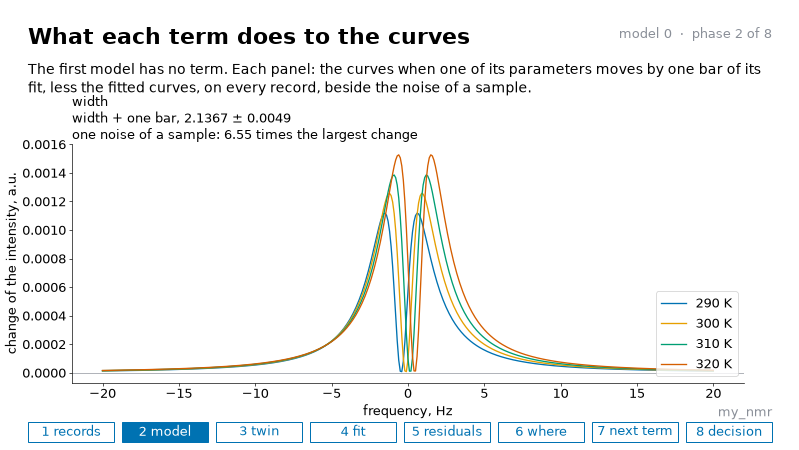 What each term does to the curves
model 0 · phase 2 of 8
The first model has no term. Each panel: the curves when one of its parameters moves by one bar of its
fit, less the fitted curves, on every record, beside the noise of a sample.
width
width + one bar, 2.1367 ± 0.0049
one noise of a sample: 6.55 times the largest change
change of the intensity, a.u.
0.0016
0.0014
0.0012
0.0010
0.0008
0.0006
0.0004
0.0002
0.0000
290 K
300 K
310 K
320 K
−20
−15
−10
−5
0
5
10
15
20
frequency, Hz
my_nmr
1 records
2 model
3 twin
4 fit
5 residuals
6 where
7 next term
8 decision